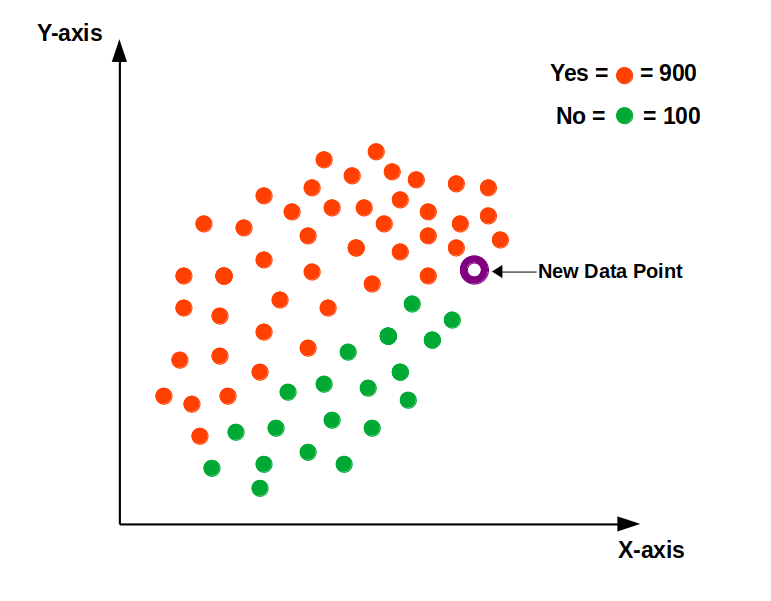 Y-axis
Yes = = 900
No = = 100
New Data Point
X-axis